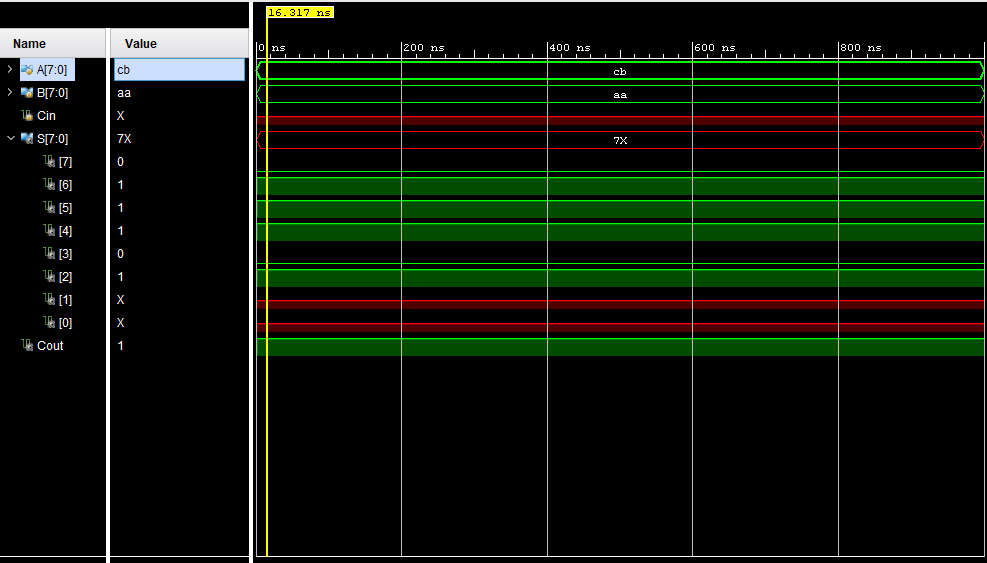 16.317 ns
Name Value
0 ns 200 ns 400 ns 600 ns 800 ns
A[7:0] cb cb
B[7:0] aa aa
Cin X
S[7:0] 7X 7X
[7] 0
[6] 1
[5] 1
[4] 1
[3] 0
[2] 1
[1] X
[0] X
Cout 1